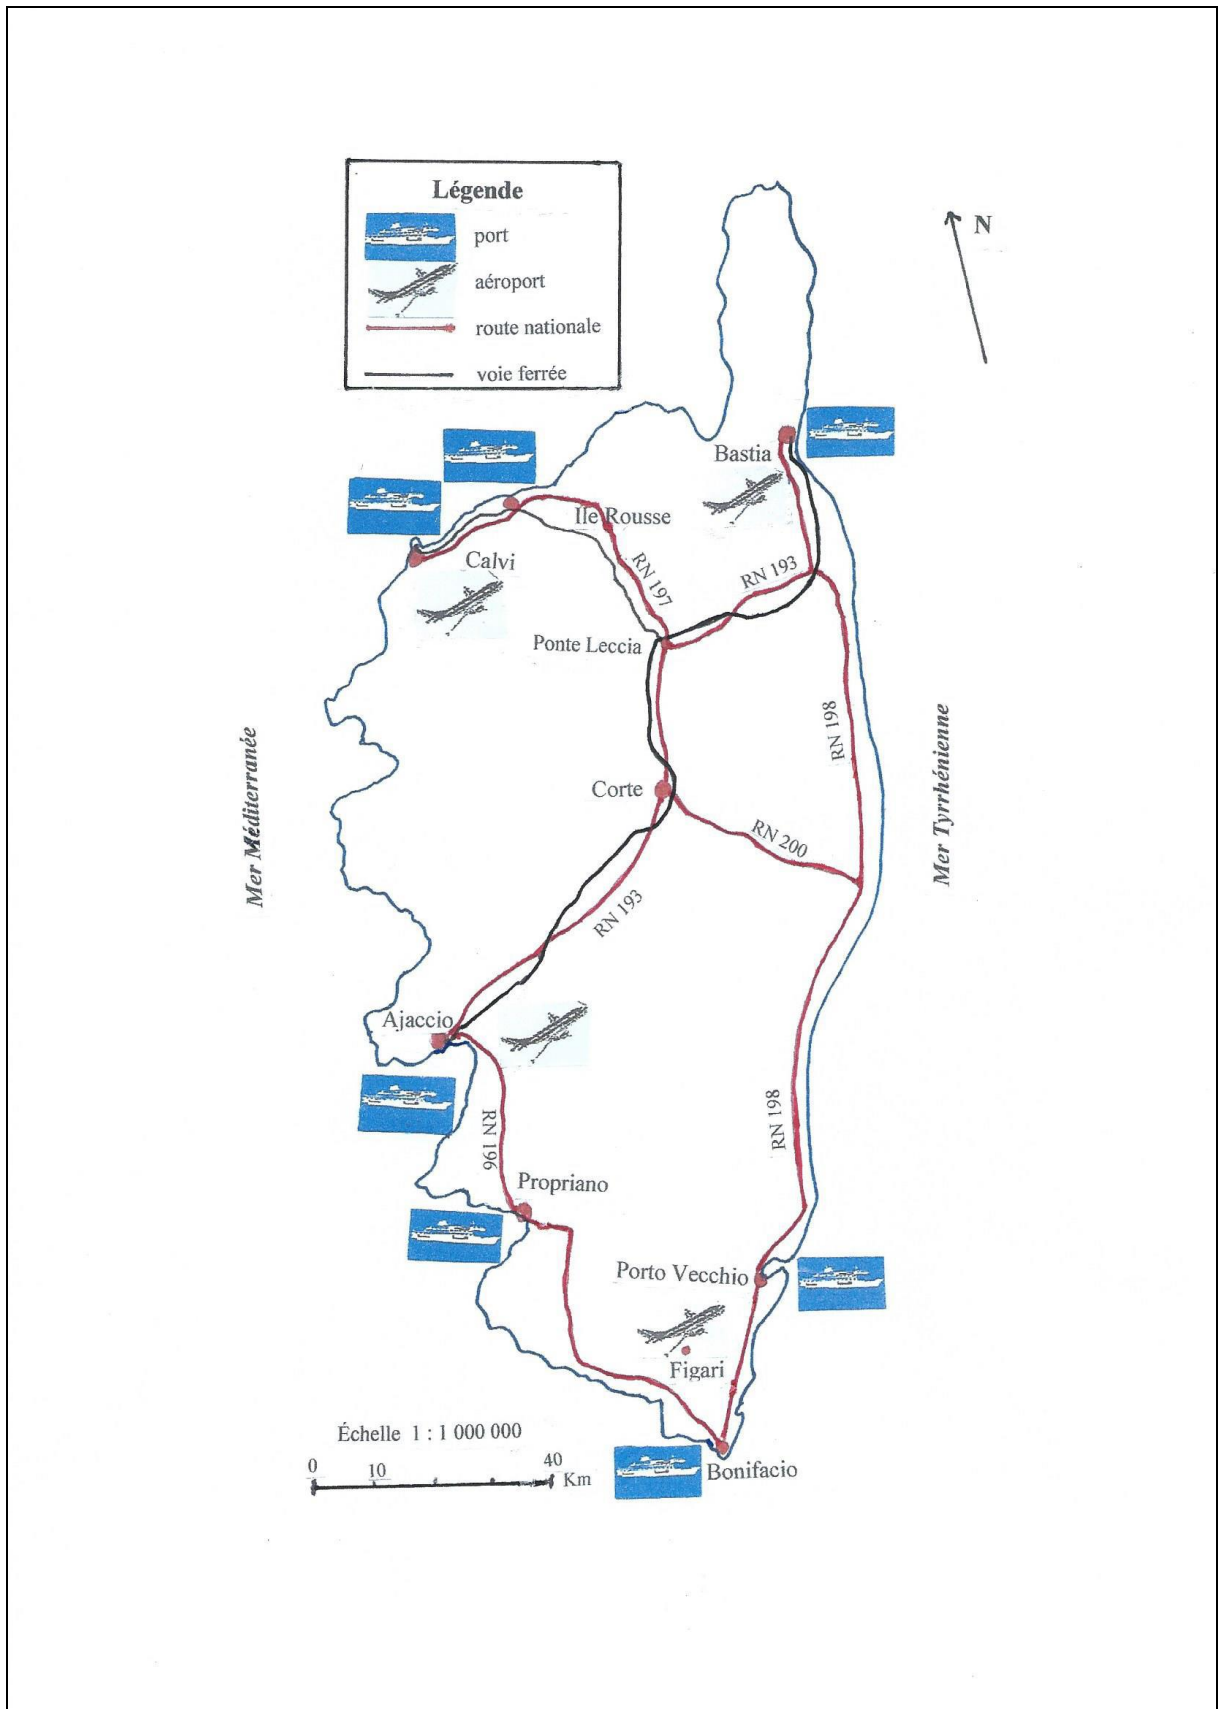 Légende
port
aéroport
route nationale
voie ferrée
N
Bastia
Ile Rousse
Calvi
RN 197
RN 193
Ponte Leccia
RN 198
Mer Méditerranée
Mer Tyrrhénienne
Corte
RN 200
RN 193
Ajaccio
RN 196
RN 198
Propriano
Porto Vecchio
Figari
Échelle 1 : 1 000 000
0 10 40 Km
Bonifacio